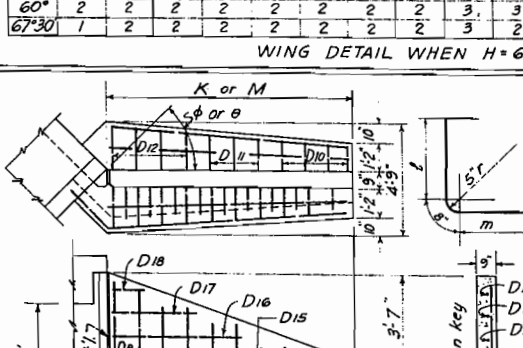 60° 2 2 2 2 2 2 2 2 3 3
67°30' 1 2 2 2 2 2 2 2 3 2
WING DETAIL WHEN H=6
K or M
φ or θ
D12 D11 D10
10" 1'-2" 9" 1'-2" 10"
4'-9"
l
5" r
8"
m
D18
D17
D16
D15
3'-7"
9"
n key